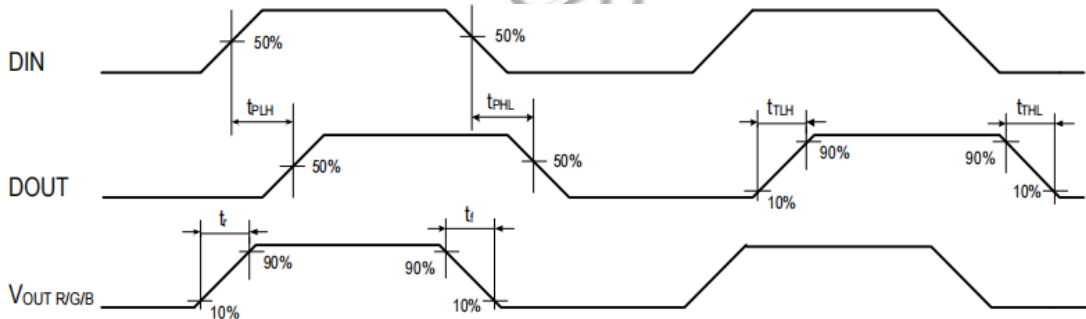 50%
50%
DIN
tPLH
tPHL
tTLH
tTHL
50%
50%
90%
90%
DOUT
10%
10%
tr
tf
90%
90%
10%
10%
VOUT R/G/B